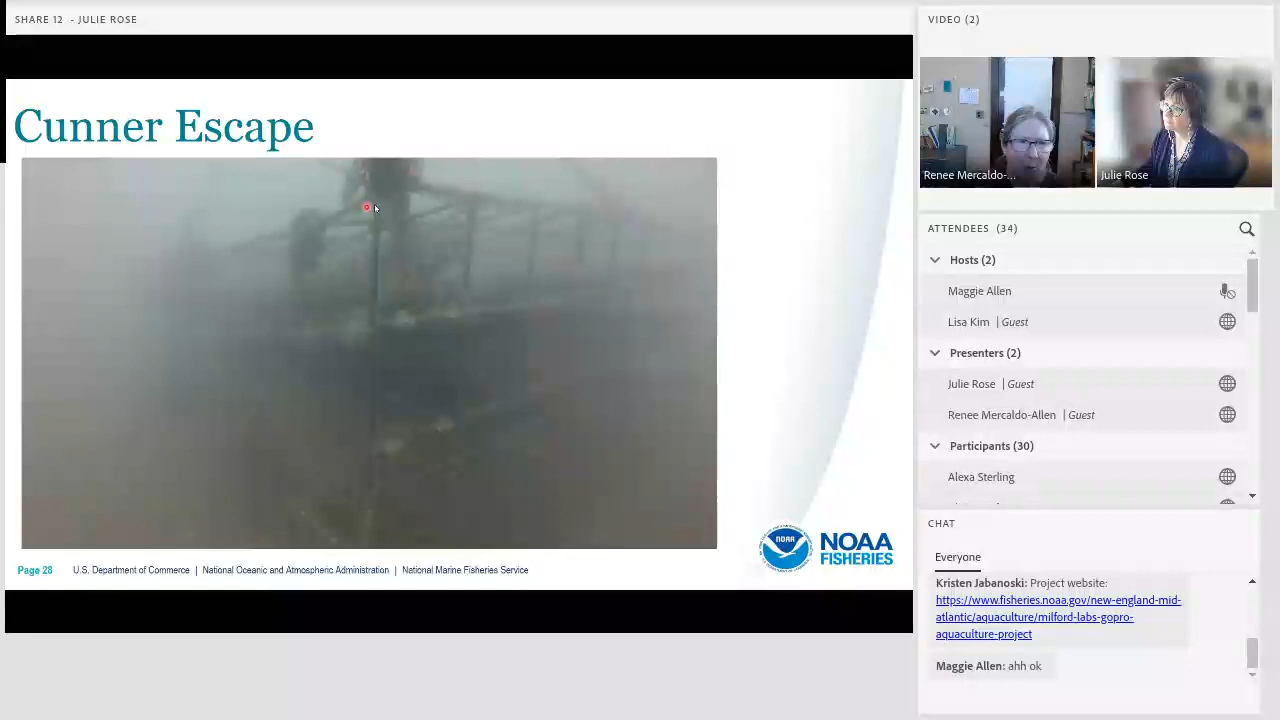 SHARE 12 - JULIE ROSE
Cunner Escape
NOAA
NOAA
FISHERIES
Page 28 U.S. Department of Commerce | National Oceanic and Atmospheric Administration | National Marine Fisheries Service
VIDEO (2)
Renee Mercaldo-...
Julie Rose
ATTENDEES (34)
Hosts (2)
Maggie Allen
Lisa Kim | Guest
Presenters (2)
Julie Rose | Guest
Renee Mercaldo-Allen | Guest
Participants (30)
Alexa Sterling
CHAT
Everyone
Kristen Jabanoski: Project website:
https://www.fisheries.noaa.gov/new-england-mid-
atlantic/aquaculture/milford-labs-gopro-
aquaculture-project
Maggie Allen: ahh ok